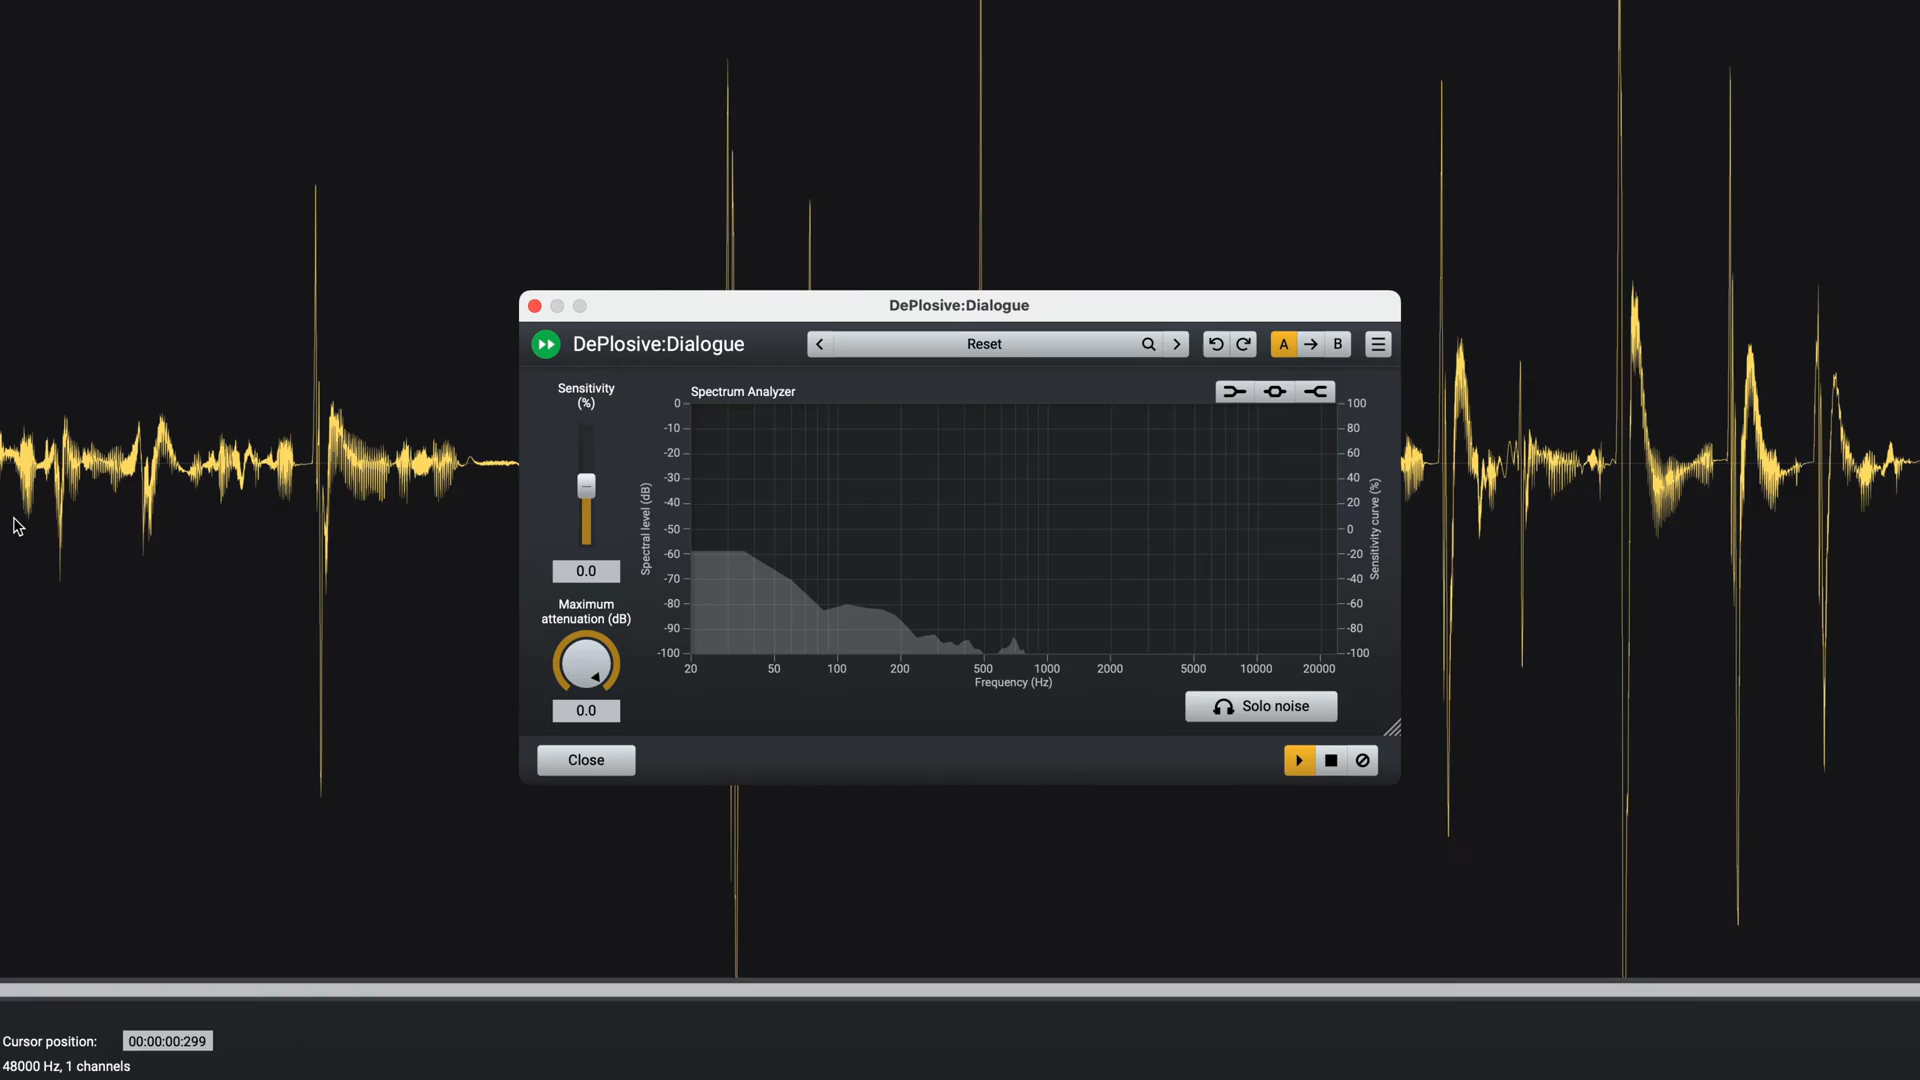 DePlosive:Dialogue
DePlosive:Dialogue
Reset
A
B
Sensitivity
(%)
0.0
Maximum
attenuation (dB)
0.0
Spectrum Analyzer
Spectral level (dB)
0
-10
-20
-30
-40
-50
-60
-70
-80
-90
-100
100
80
60
40
20
0
-20
-40
-60
-80
-100
Sensitivity curve (%)
20 50 100 200 500 1000 2000 5000 10000 20000
Frequency (Hz)
Solo noise
Close
Cursor position: 00:00:00:299
48000 Hz, 1 channels